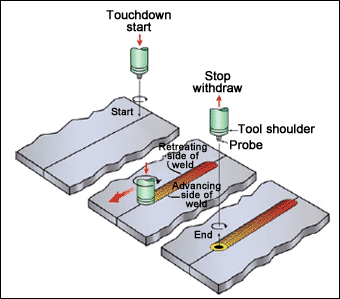 Touchdown
start
Start
Stop
withdraw
Tool shoulder
Probe
Retreating
side of
weld
Advancing
side of
weld
End